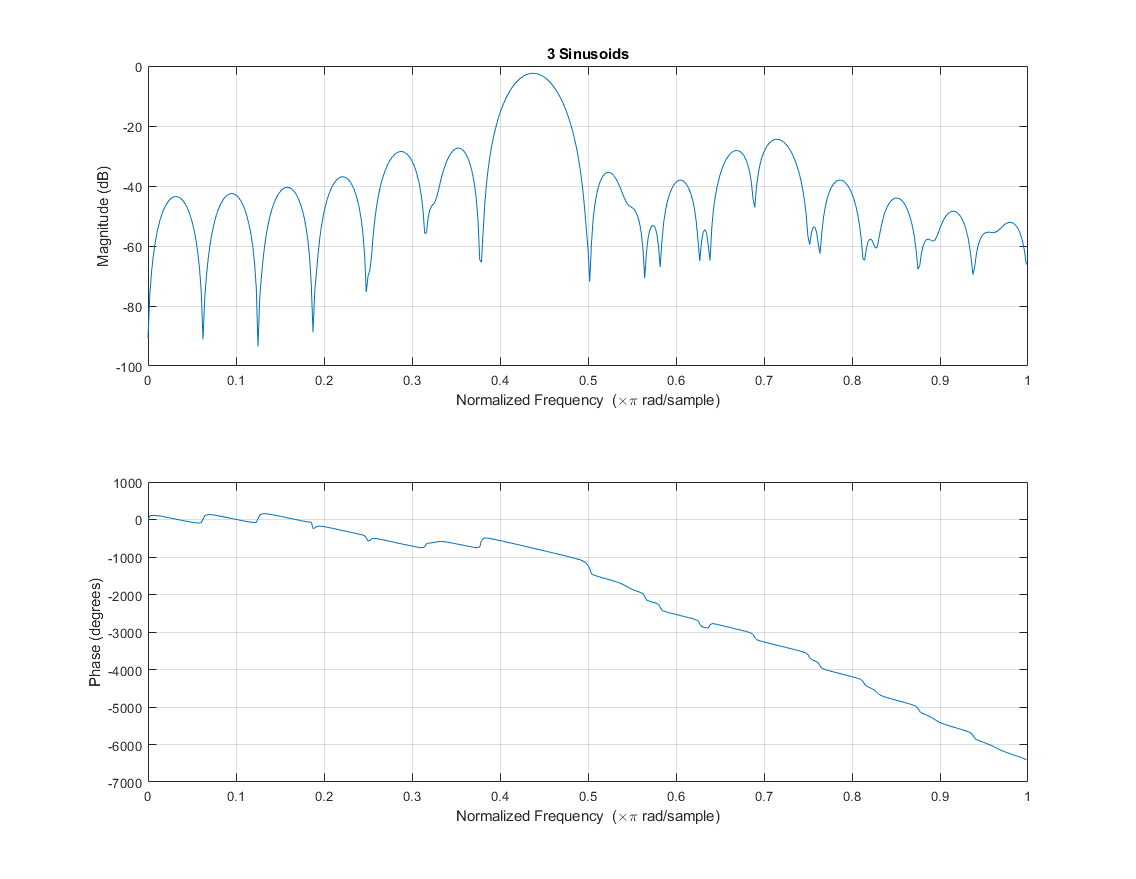 3 Sinusoids
0
-20
-40
-60
-80
-100
Magnitude (dB)
0 0.1 0.2 0.3 0.4 0.5 0.6 0.7 0.8 0.9 1
Normalized Frequency (×π rad/sample)
1000
0
-1000
-2000
-3000
-4000
-5000
-6000
-7000
Phase (degrees)
0 0.1 0.2 0.3 0.4 0.5 0.6 0.7 0.8 0.9 1
Normalized Frequency (×π rad/sample)